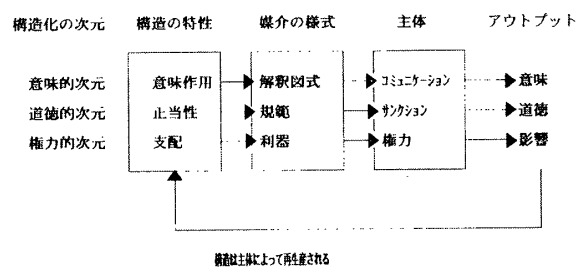 構造化の次元 構造の特性 媒介の様式 主体 アウトプット
意味的次元 意味作用 解釈図式 コミュニケーション 意味
道徳的次元 正当性 規範 サンクション 道徳
権力的次元 支配 利器 権力 影響
構造は主体によって再生産される